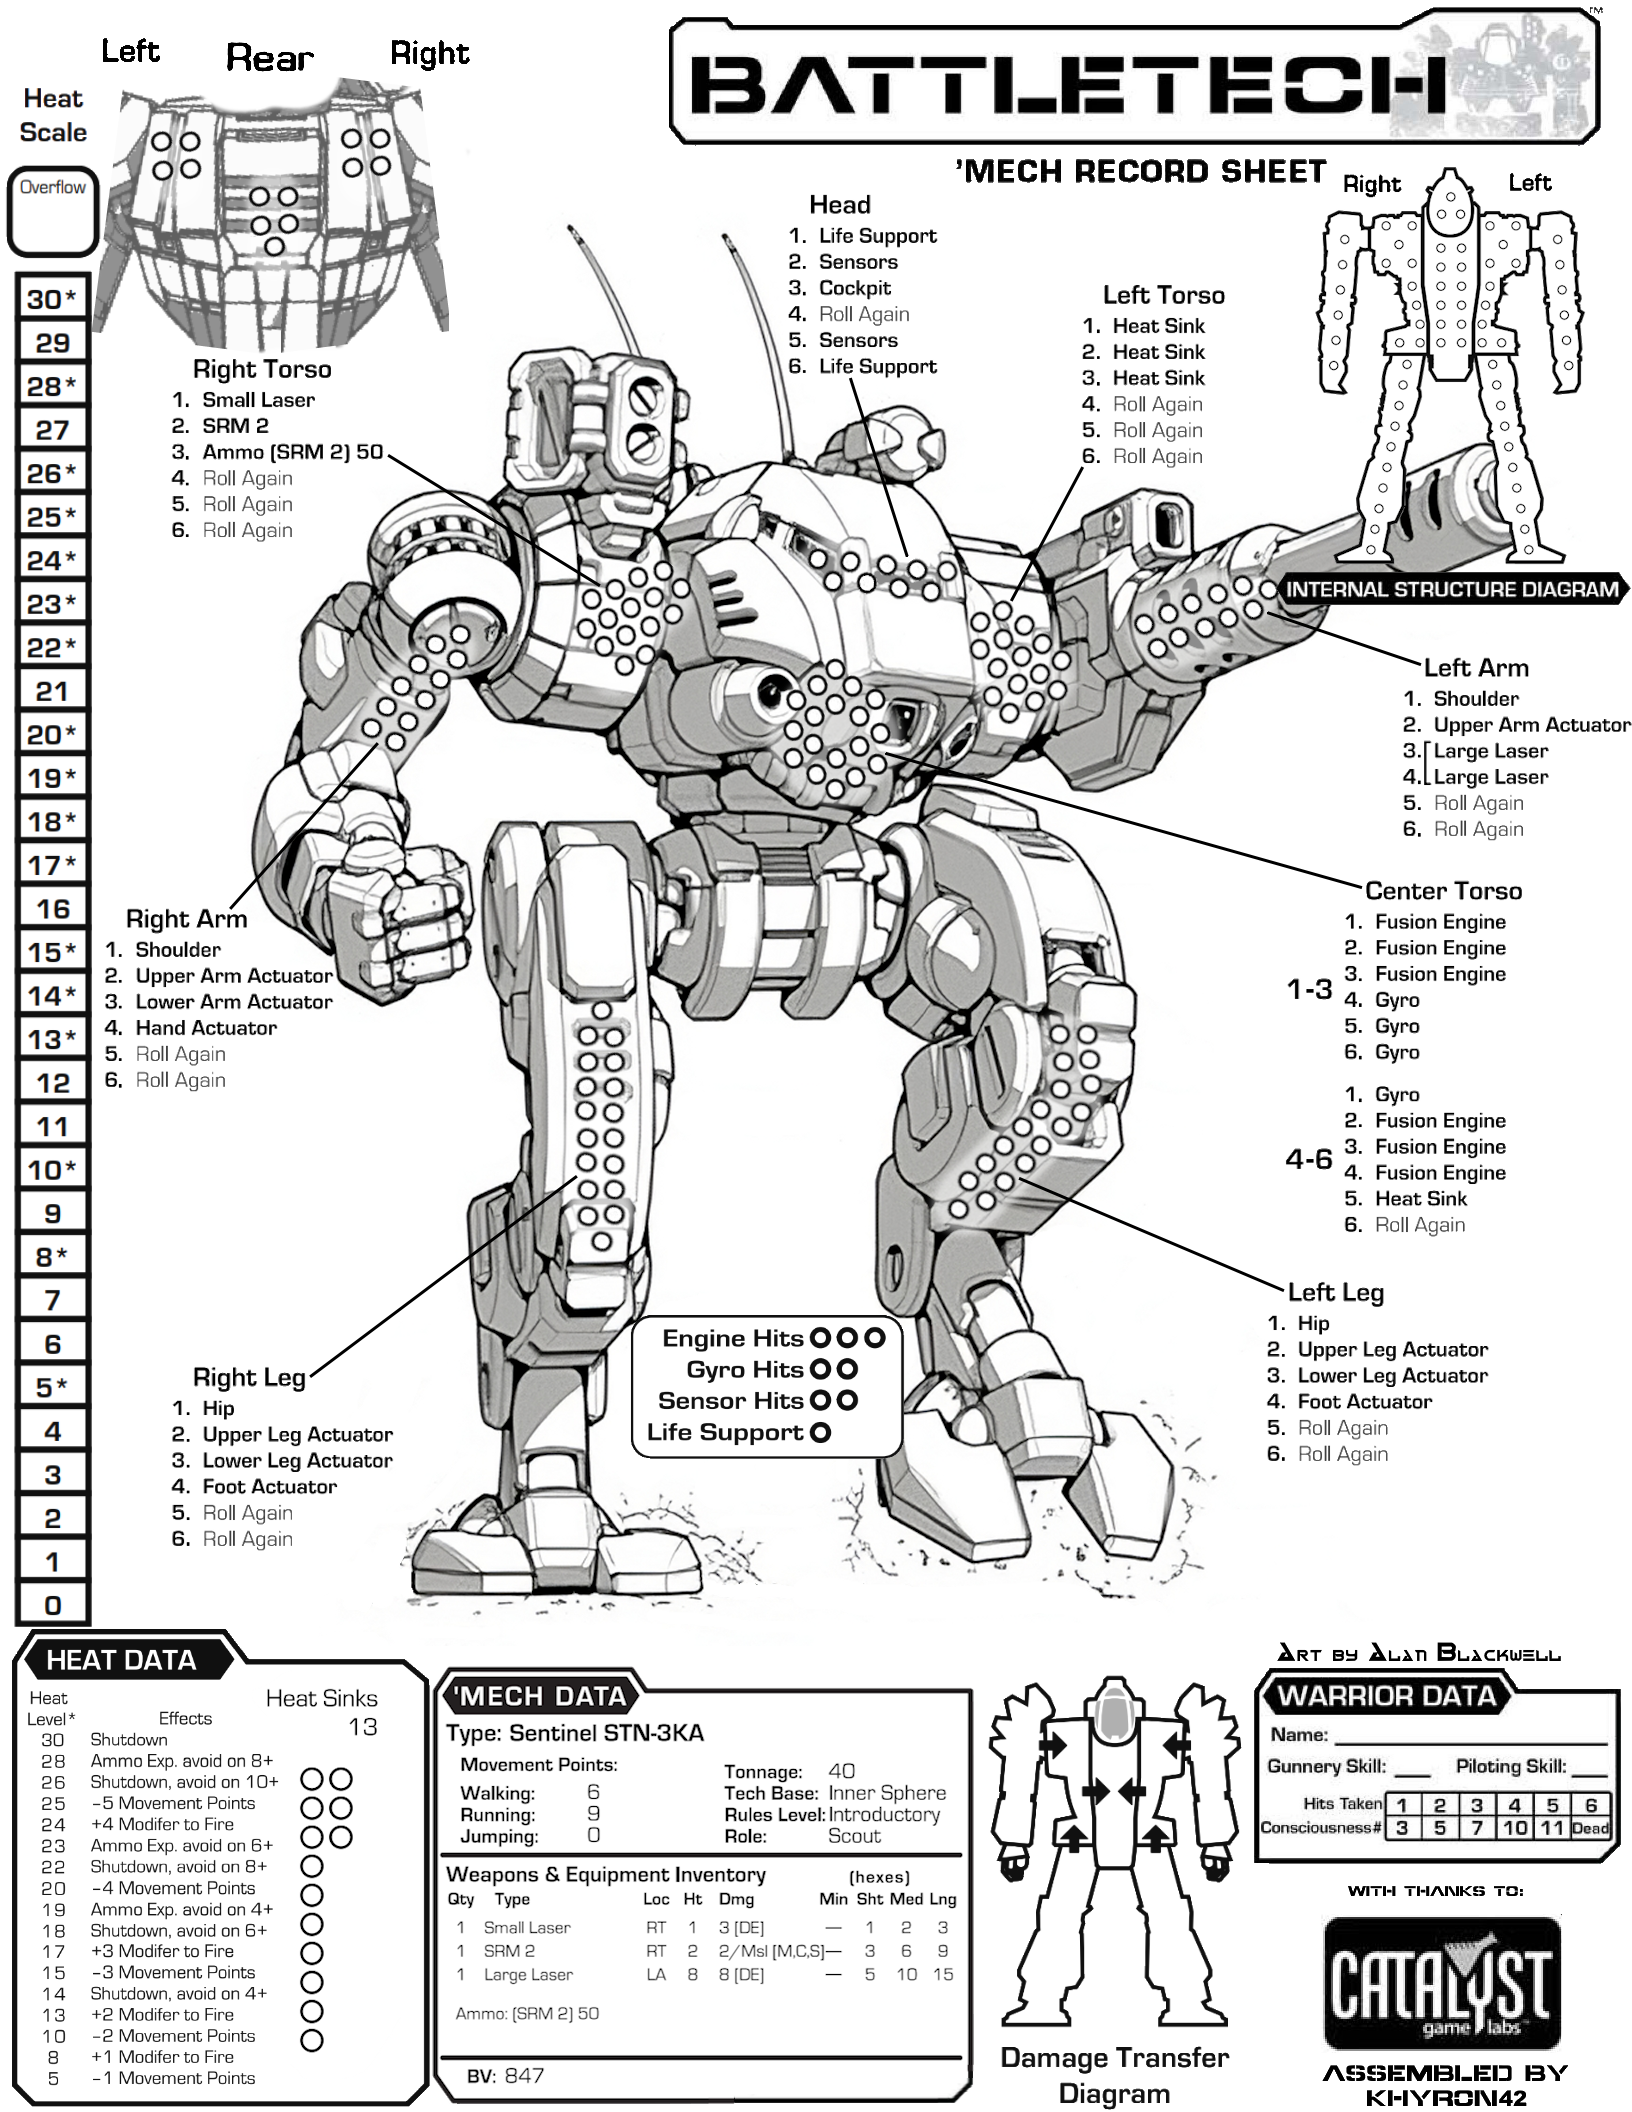 BATTLETECH
TM
'MECH RECORD SHEET
Left Rear Right
Heat
Scale
Overflow
30*
29
28*
27
26*
25*
24*
23*
22*
21
20*
19*
18*
17*
16
15*
14*
13*
12
11
10*
9
8*
7
6
5*
4
3
2
1
0
Head
1. Life Support
2. Sensors
3. Cockpit
4. Roll Again
5. Sensors
6. Life Support
Left Torso
1. Heat Sink
2. Heat Sink
3. Heat Sink
4. Roll Again
5. Roll Again
6. Roll Again
Right Left
INTERNAL STRUCTURE DIAGRAM
Right Torso
1. Small Laser
2. SRM 2
3. Ammo (SRM 2) 50
4. Roll Again
5. Roll Again
6. Roll Again
Left Arm
1. Shoulder
2. Upper Arm Actuator
3. Large Laser
4. Large Laser
5. Roll Again
6. Roll Again
Right Arm
1. Shoulder
2. Upper Arm Actuator
3. Lower Arm Actuator
4. Hand Actuator
5. Roll Again
6. Roll Again
Center Torso
1-3
1. Fusion Engine
2. Fusion Engine
3. Fusion Engine
4. Gyro
5. Gyro
6. Gyro
4-6
1. Gyro
2. Fusion Engine
3. Fusion Engine
4. Fusion Engine
5. Heat Sink
6. Roll Again
Right Leg
1. Hip
2. Upper Leg Actuator
3. Lower Leg Actuator
4. Foot Actuator
5. Roll Again
6. Roll Again
Engine Hits
Gyro Hits
Sensor Hits
Life Support
Left Leg
1. Hip
2. Upper Leg Actuator
3. Lower Leg Actuator
4. Foot Actuator
5. Roll Again
6. Roll Again
HEAT DATA
Heat
Level* Effects
Heat Sinks
13
30 Shutdown
28 Ammo Exp. avoid on 8+
26 Shutdown, avoid on 10+
25 -5 Movement Points
24 +4 Modifer to Fire
23 Ammo Exp. avoid on 6+
22 Shutdown, avoid on 8+
20 -4 Movement Points
19 Ammo Exp. avoid on 4+
18 Shutdown, avoid on 6+
17 +3 Modifer to Fire
15 -3 Movement Points
14 Shutdown, avoid on 4+
13 +2 Modifer to Fire
10 -2 Movement Points
8 +1 Modifer to Fire
5 -1 Movement Points
'MECH DATA
Type: Sentinel STN-3KA
Movement Points:
Walking: 6
Running: 9
Jumping: 0
Tonnage: 40
Tech Base: Inner Sphere
Rules Level: Introductory
Role: Scout
Weapons & Equipment Inventory (hexes)
Qty Type Loc Ht Dmg Min Sht Med Lng
1 Small Laser RT 1 3 [DE] — 1 2 3
1 SRM 2 RT 2 2/Msl [M,C,S] — 3 6 9
1 Large Laser LA 8 8 [DE] — 5 10 15
Ammo: (SRM 2) 50
BV: 847
Damage Transfer
Diagram
ART BY ALAN BLACKWELL
WARRIOR DATA
Name:
Gunnery Skill: Piloting Skill:
Hits Taken 1 2 3 4 5 6
Consciousness# 3 5 7 10 11 Dead
WITH THANKS TO:
CATALYST
game labs
ASSEMBLED BY
KHYRON42